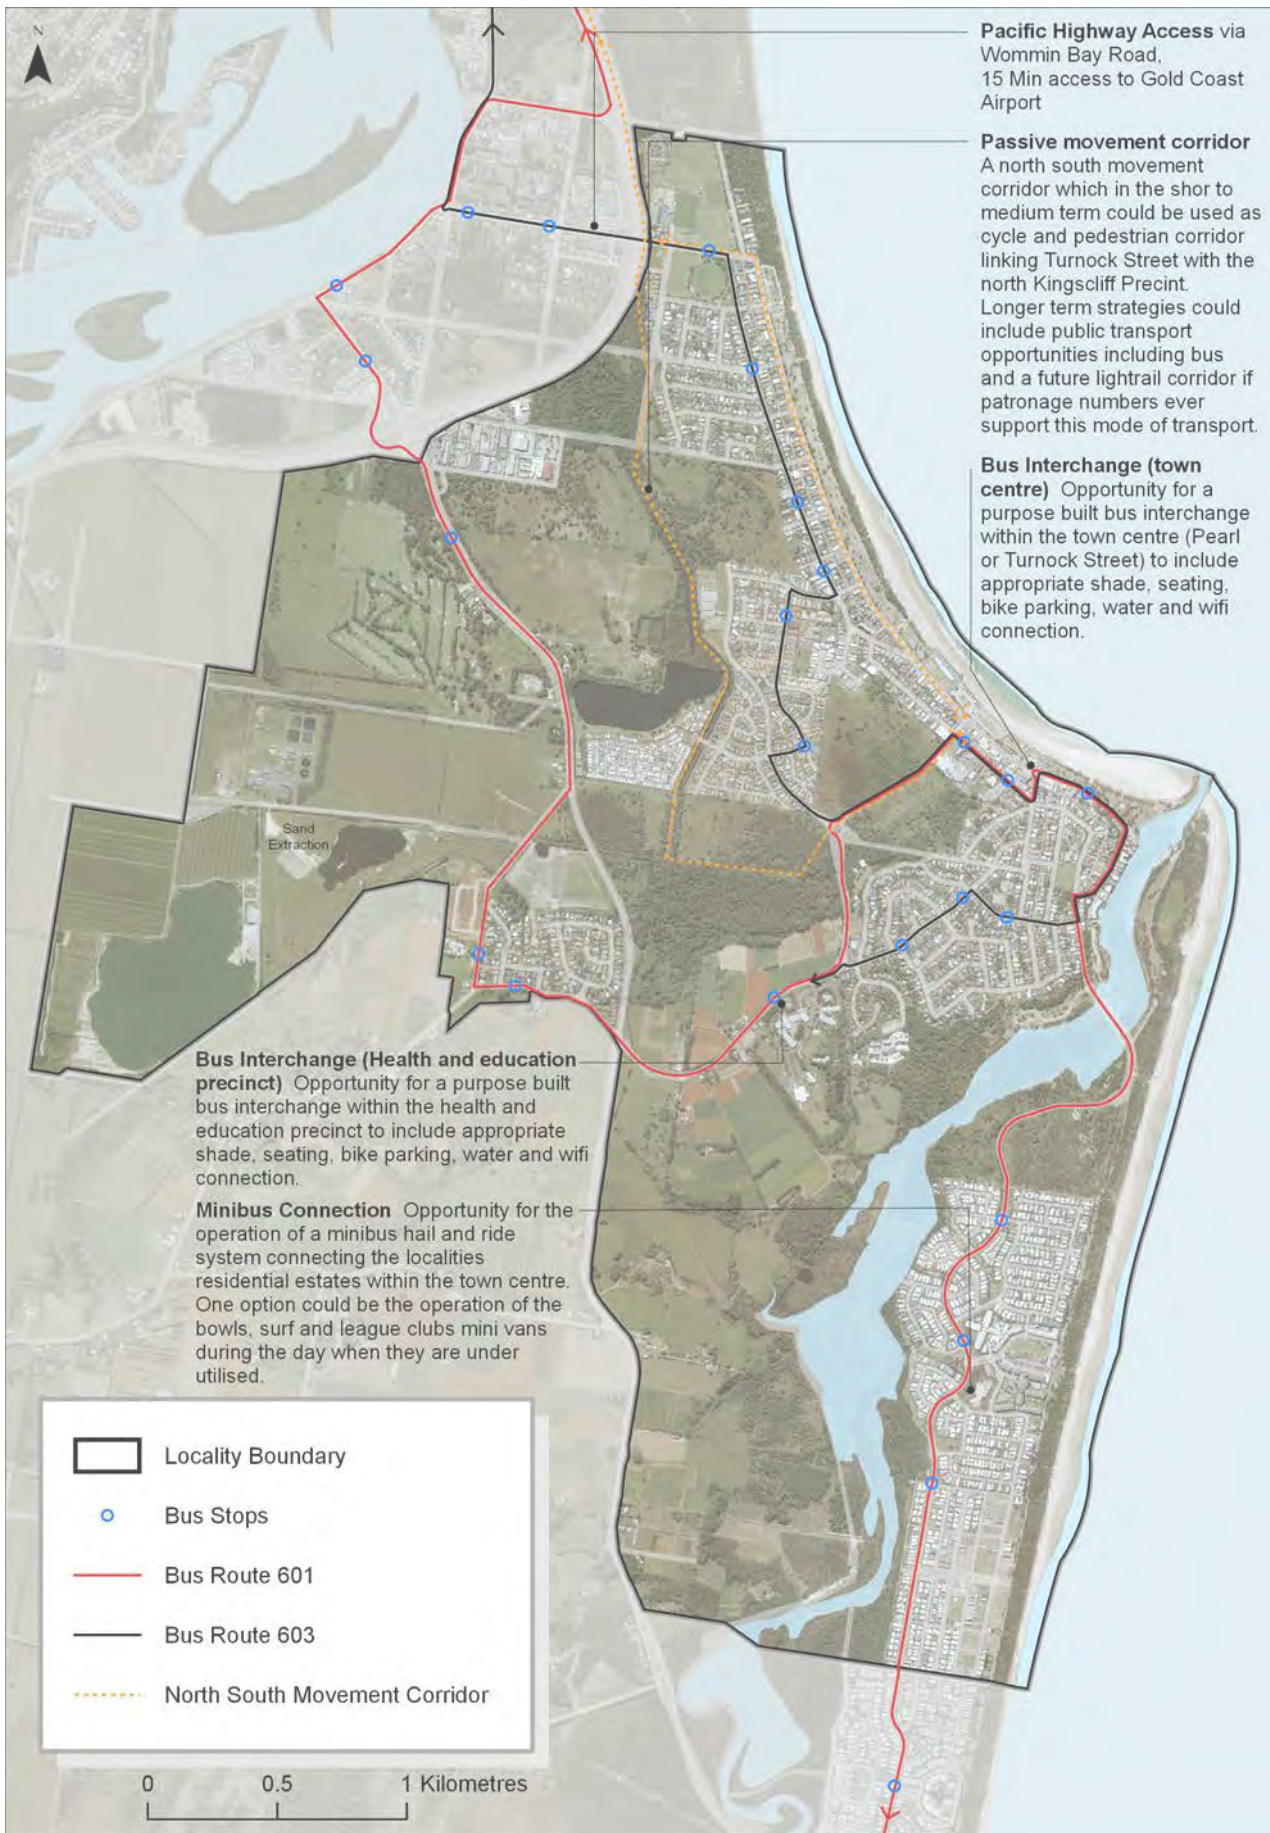 N
Pacific Highway Access via
Wommin Bay Road,
15 Min access to Gold Coast
Airport
Passive movement corridor
A north south movement
corridor which in the shor to
medium term could be used as
cycle and pedestrian corridor
linking Turnock Street with the
north Kingscliff Precint.
Longer term strategies could
include public transport
opportunities including bus
and a future lightrail corridor if
patronage numbers ever
support this mode of transport.
Bus Interchange (town
centre) Opportunity for a
purpose built bus interchange
within the town centre (Pearl
or Turnock Street) to include
appropriate shade, seating,
bike parking, water and wifi
connection.
Sand
Extraction
Bus Interchange (Health and education
precinct) Opportunity for a purpose built
bus interchange within the health and
education precinct to include appropriate
shade, seating, bike parking, water and wifi
connection.
Minibus Connection Opportunity for the
operation of a minibus hail and ride
system connecting the localities
residential estates within the town centre.
One option could be the operation of the
bowls, surf and league clubs mini vans
during the day when they are under
utilised.
Locality Boundary
Bus Stops
Bus Route 601
Bus Route 603
North South Movement Corridor
0 0.5 1 Kilometres